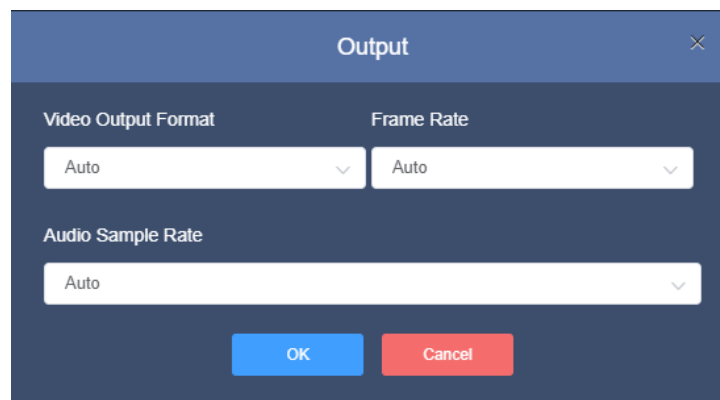 Output
Video Output Format
Frame Rate
Auto
Auto
Audio Sample Rate
Auto
OK
Cancel